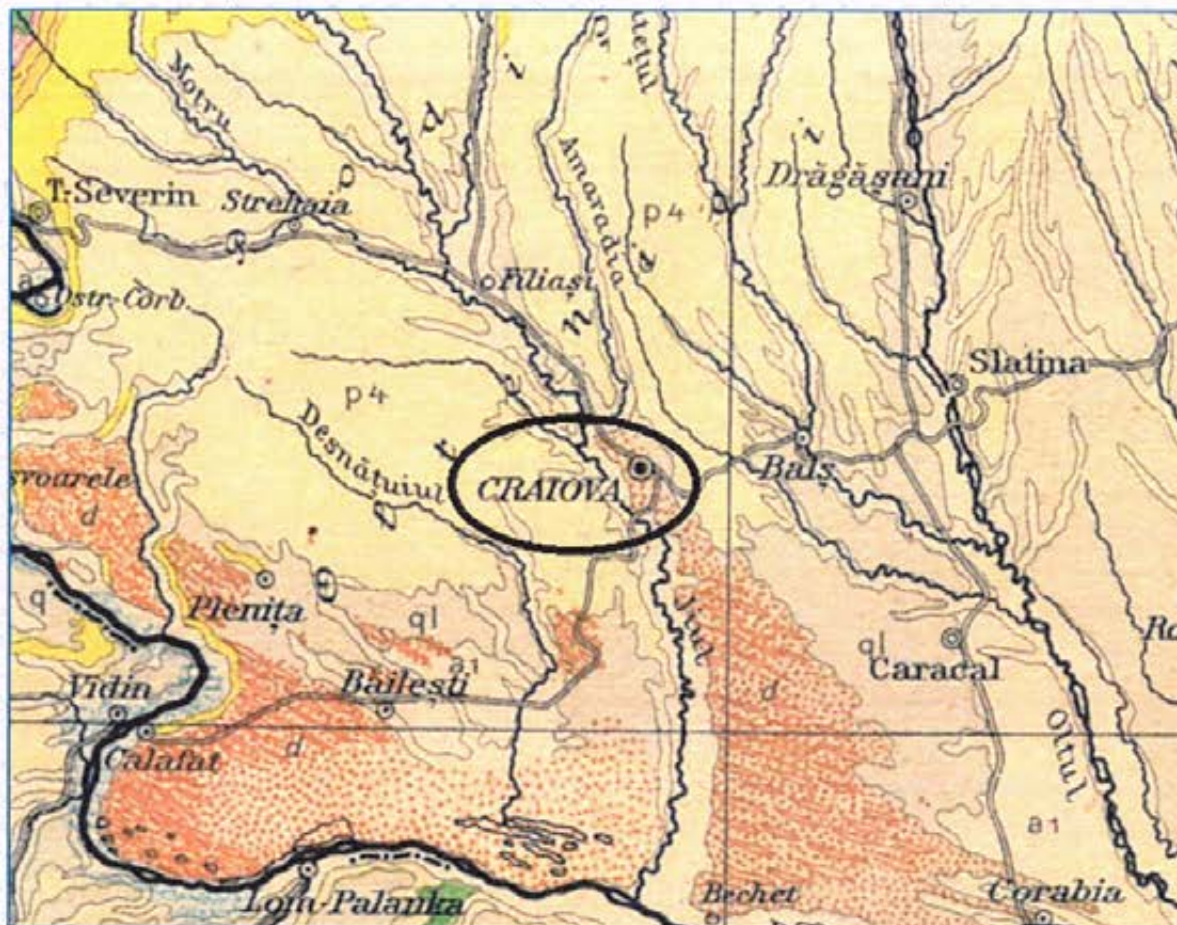 Motru
Amaradia
T.-Severin
Strehaia
Drăgășani
p4
Filiași
Ostr.-Corb.
Slatina
p4
Desnățuiul
CRAIOVA
Balș
d
q
Plenița
Jiul
ql
a1
ql
Caracal
Vidin
Băilești
d
Oltul
Calafat
d
a1
Lom-Palanka
Bechet
Corabia